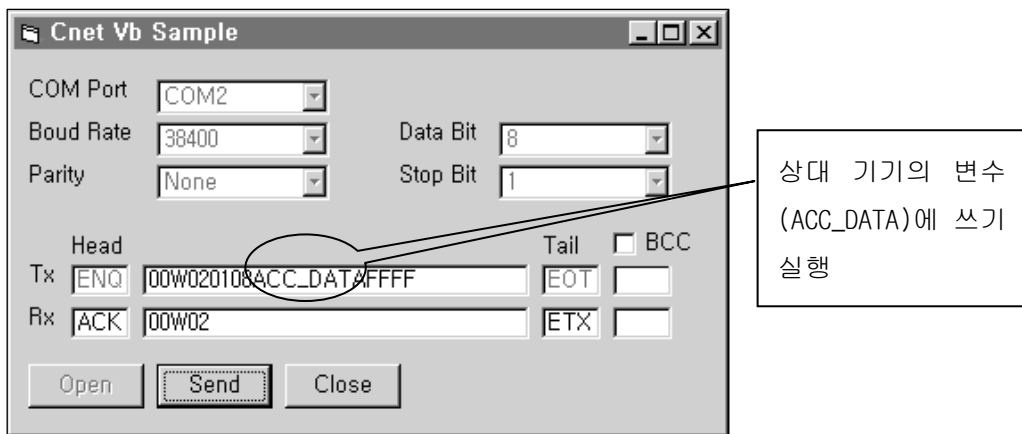 Cnet Vb Sample
COM Port COM2
Boud Rate 38400 Data Bit 8
Parity None Stop Bit 1
Head Tail BCC
Tx ENQ 00W020108ACC_DATAFFFF EOT
Rx ACK 00W02 ETX
Open Send Close
상대 기기의 변수
(ACC_DATA)에 쓰기
실행